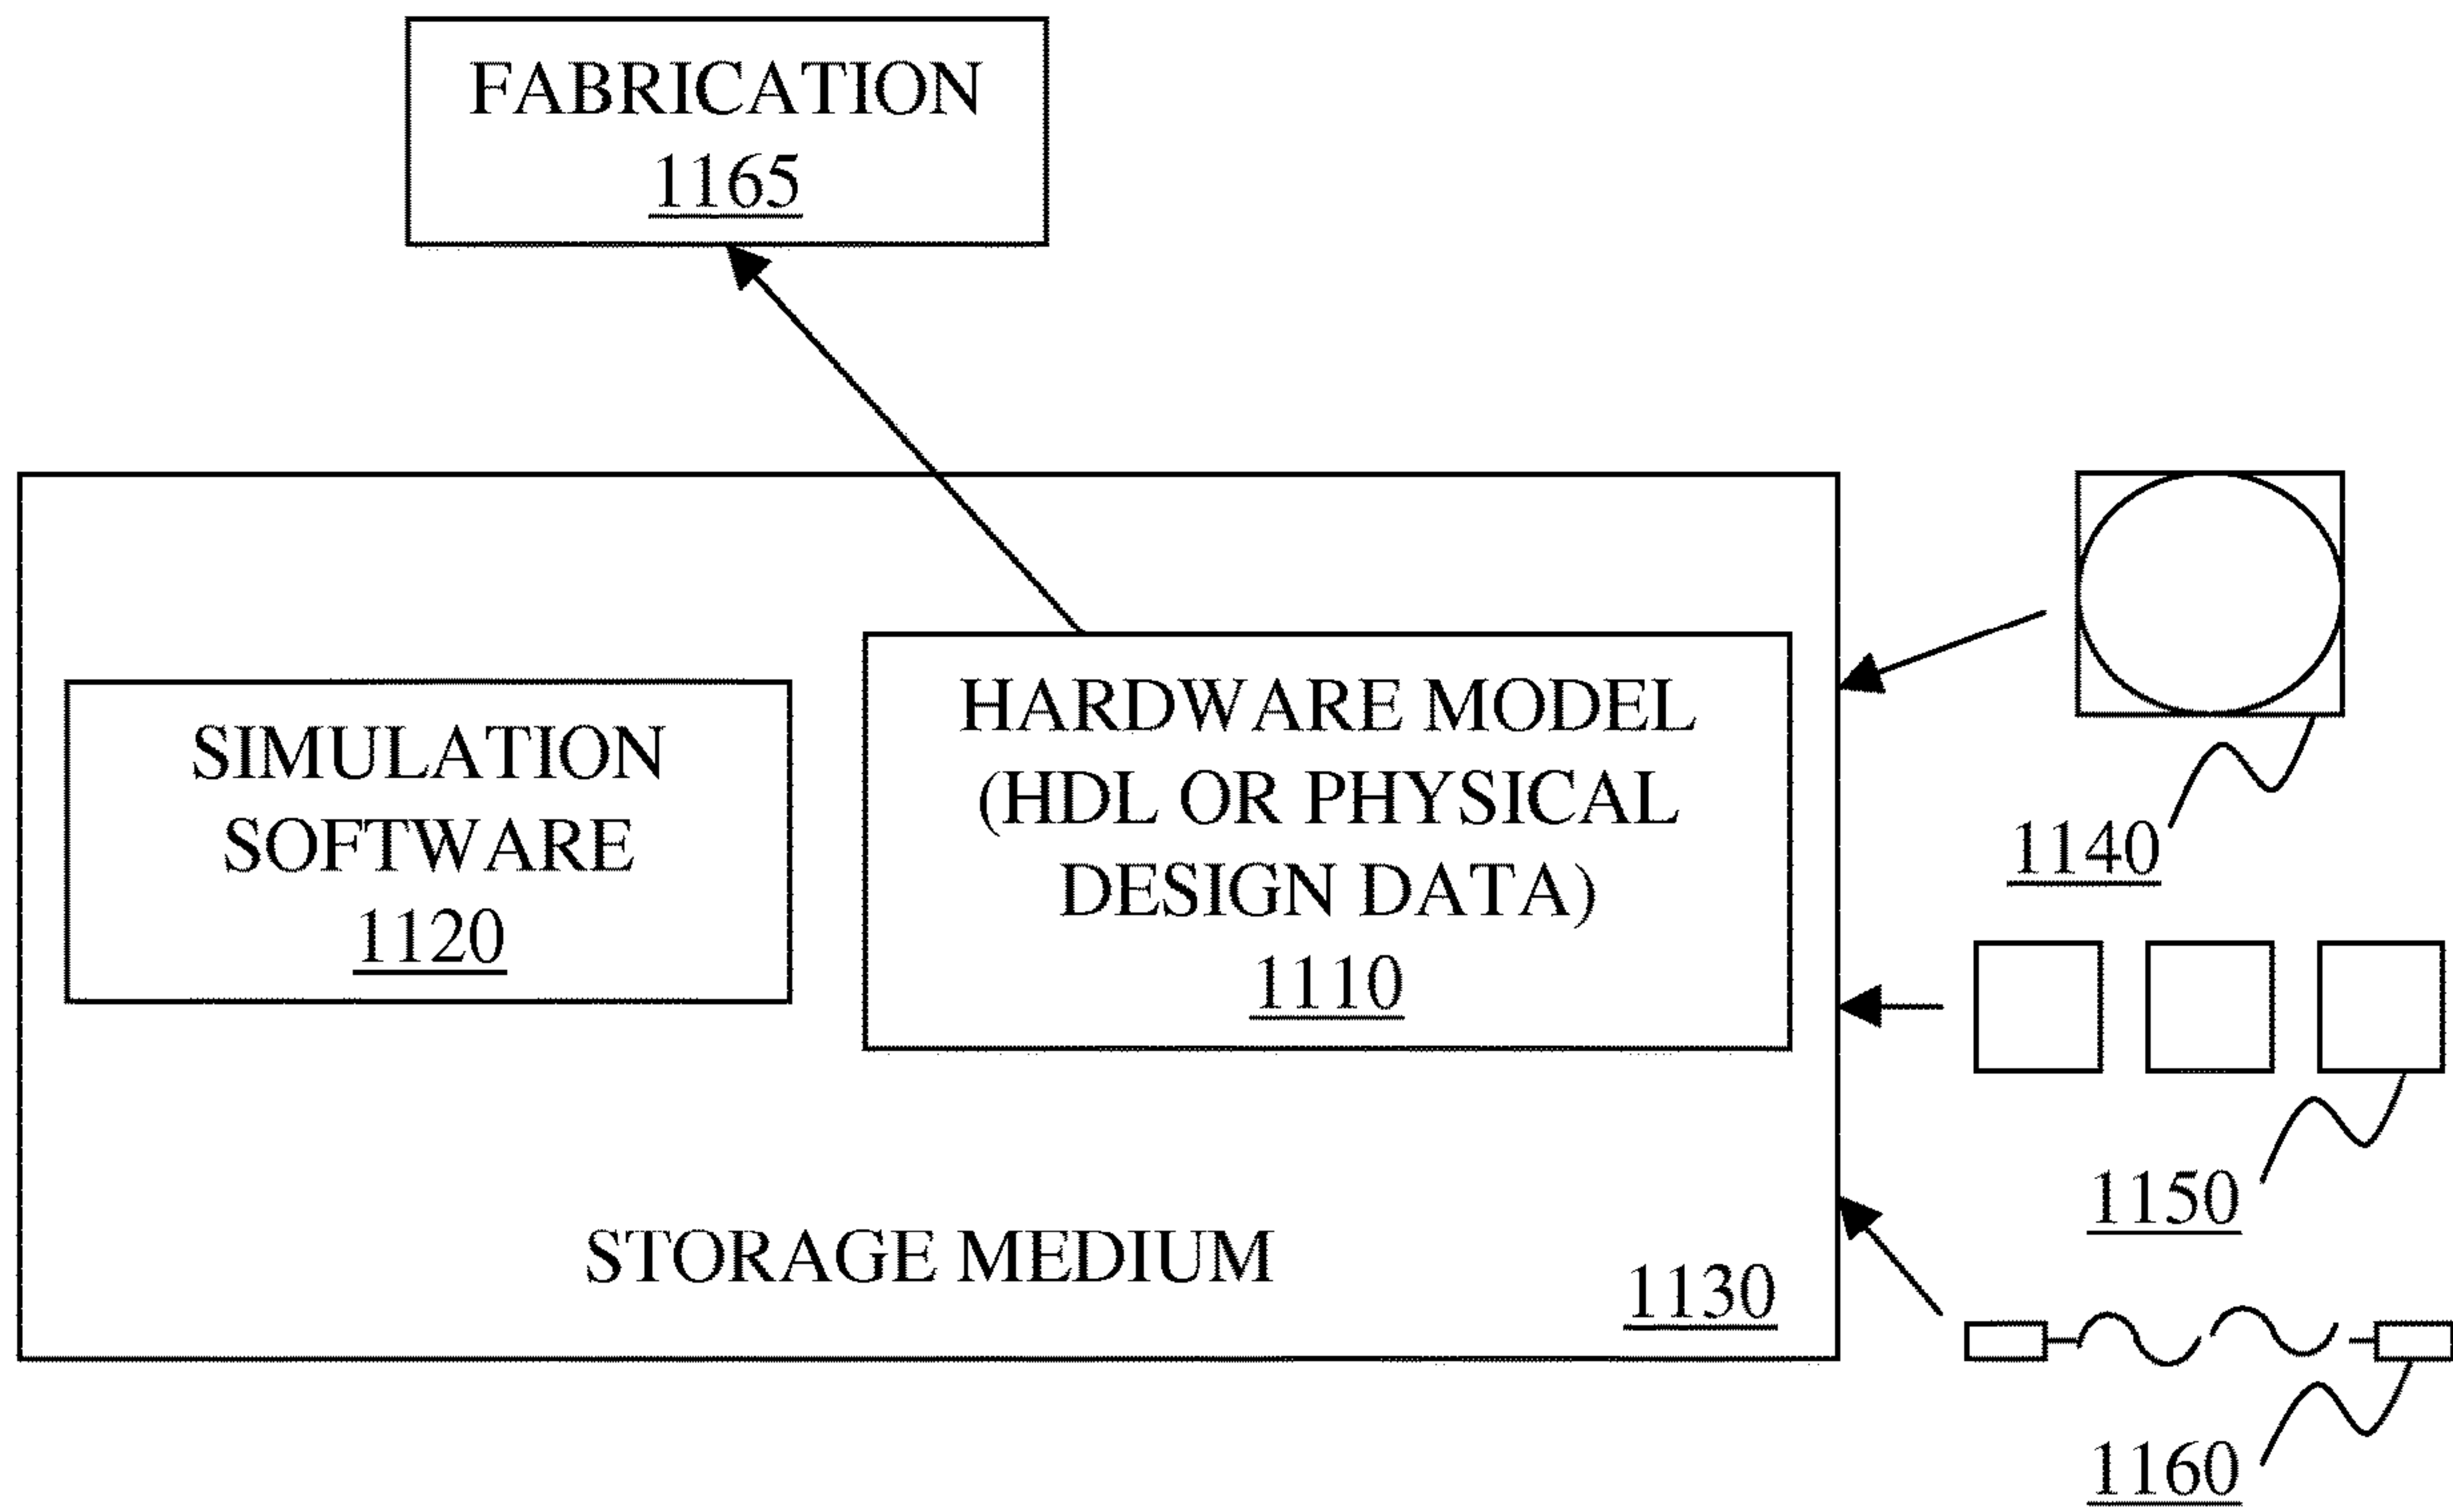 FABRICATION
1165
SIMULATION
SOFTWARE
1120
HARDWARE MODEL
(HDL OR PHYSICAL
DESIGN DATA)
1110
STORAGE MEDIUM
1130
1140
1150
1160